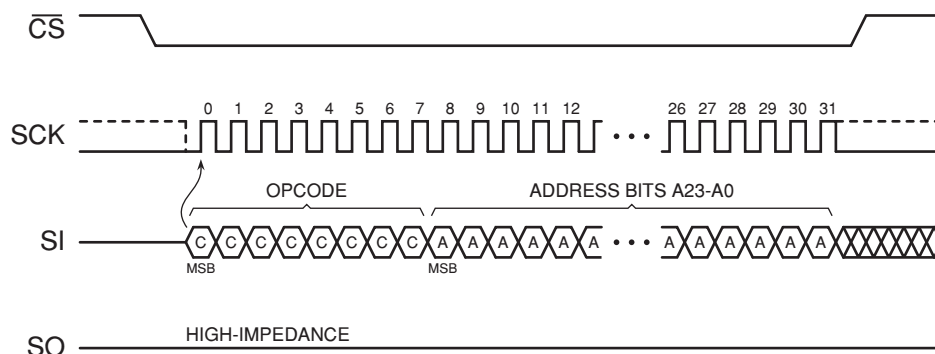 CS
0 1 2 3 4 5 6 7 8 9 10 11 12 26 27 28 29 30 31
SCK
OPCODE ADDRESS BITS A23-A0
SI C C C C C C C C A A A A A A A A A A A A
MSB MSB
HIGH-IMPEDANCE
SO